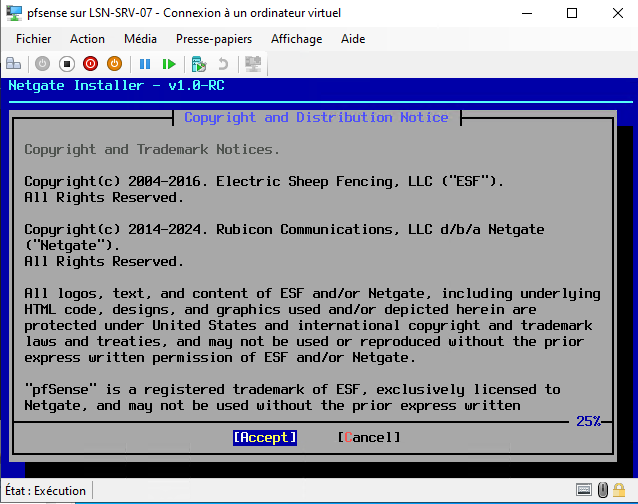 pfsense sur LSN-SRV-07 - Connexion à un ordinateur virtuel
Fichier Action Média Presse-papiers Affichage Aide
Netgate Installer - v1.0-RC
Copyright and Distribution Notice
Copyright and Trademark Notices.
Copyright(c) 2004-2016. Electric Sheep Fencing, LLC ("ESF").
All Rights Reserved.
Copyright(c) 2014-2024. Rubicon Communications, LLC d/b/a Netgate
("Netgate").
All Rights Reserved.
All logos, text, and content of ESF and/or Netgate, including underlying
HTML code, designs, and graphics used and/or depicted herein are
protected under United States and international copyright and trademark
laws and treaties, and may not be used or reproduced without the prior
express written permission of ESF and/or Netgate.
"pfSense" is a registered trademark of ESF, exclusively licensed to
Netgate, and may not be used without the prior express written
25%
[Accept] [Cancel]
État : Exécution